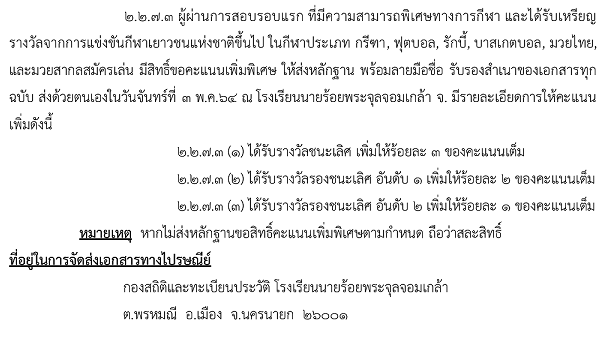 ๒.๒.๗.๓ ผู้ผ่านการสอบรอบแรก ที่มีความสามารถพิเศษทางการกีฬา และได้รับเหรียญ
รางวัลจากการแข่งขันกีฬาเยาวชนแห่งชาติขึ้นไป ในกีฬาประเภท กรีฑา, ฟุตบอล, รักบี้, บาสเกตบอล, มวยไทย,
และมวยสากลสมัครเล่น มีสิทธิ์ขอคะแนนเพิ่มพิเศษ ให้ส่งหลักฐาน พร้อมลายมือชื่อ รับรองสำเนาของเอกสารทุก
ฉบับ ส่งด้วยตนเองในวันจันทร์ที่ ๓ พ.ค.๖๔ ณ โรงเรียนนายร้อยพระจุลจอมเกล้า จ. มีรายละเอียดการให้คะแนน
เพิ่มดังนี้
๒.๒.๗.๓ (๑) ได้รับรางวัลชนะเลิศ เพิ่มให้ร้อยละ ๓ ของคะแนนเต็ม
๒.๒.๗.๓ (๒) ได้รับรางวัลรองชนะเลิศ อันดับ ๑ เพิ่มให้ร้อยละ ๒ ของคะแนนเต็ม
๒.๒.๗.๓ (๓) ได้รับรางวัลรองชนะเลิศ อันดับ ๒ เพิ่มให้ร้อยละ ๑ ของคะแนนเต็ม
หมายเหตุ หากไม่ส่งหลักฐานขอสิทธิ์คะแนนเพิ่มพิเศษตามกำหนด ถือว่าสละสิทธิ์
ที่อยู่ในการจัดส่งเอกสารทางไปรษณีย์
กองสถิติและทะเบียนประวัติ โรงเรียนนายร้อยพระจุลจอมเกล้า
ต.พรหมณี อ.เมือง จ.นครนายก ๒๖๐๐๑